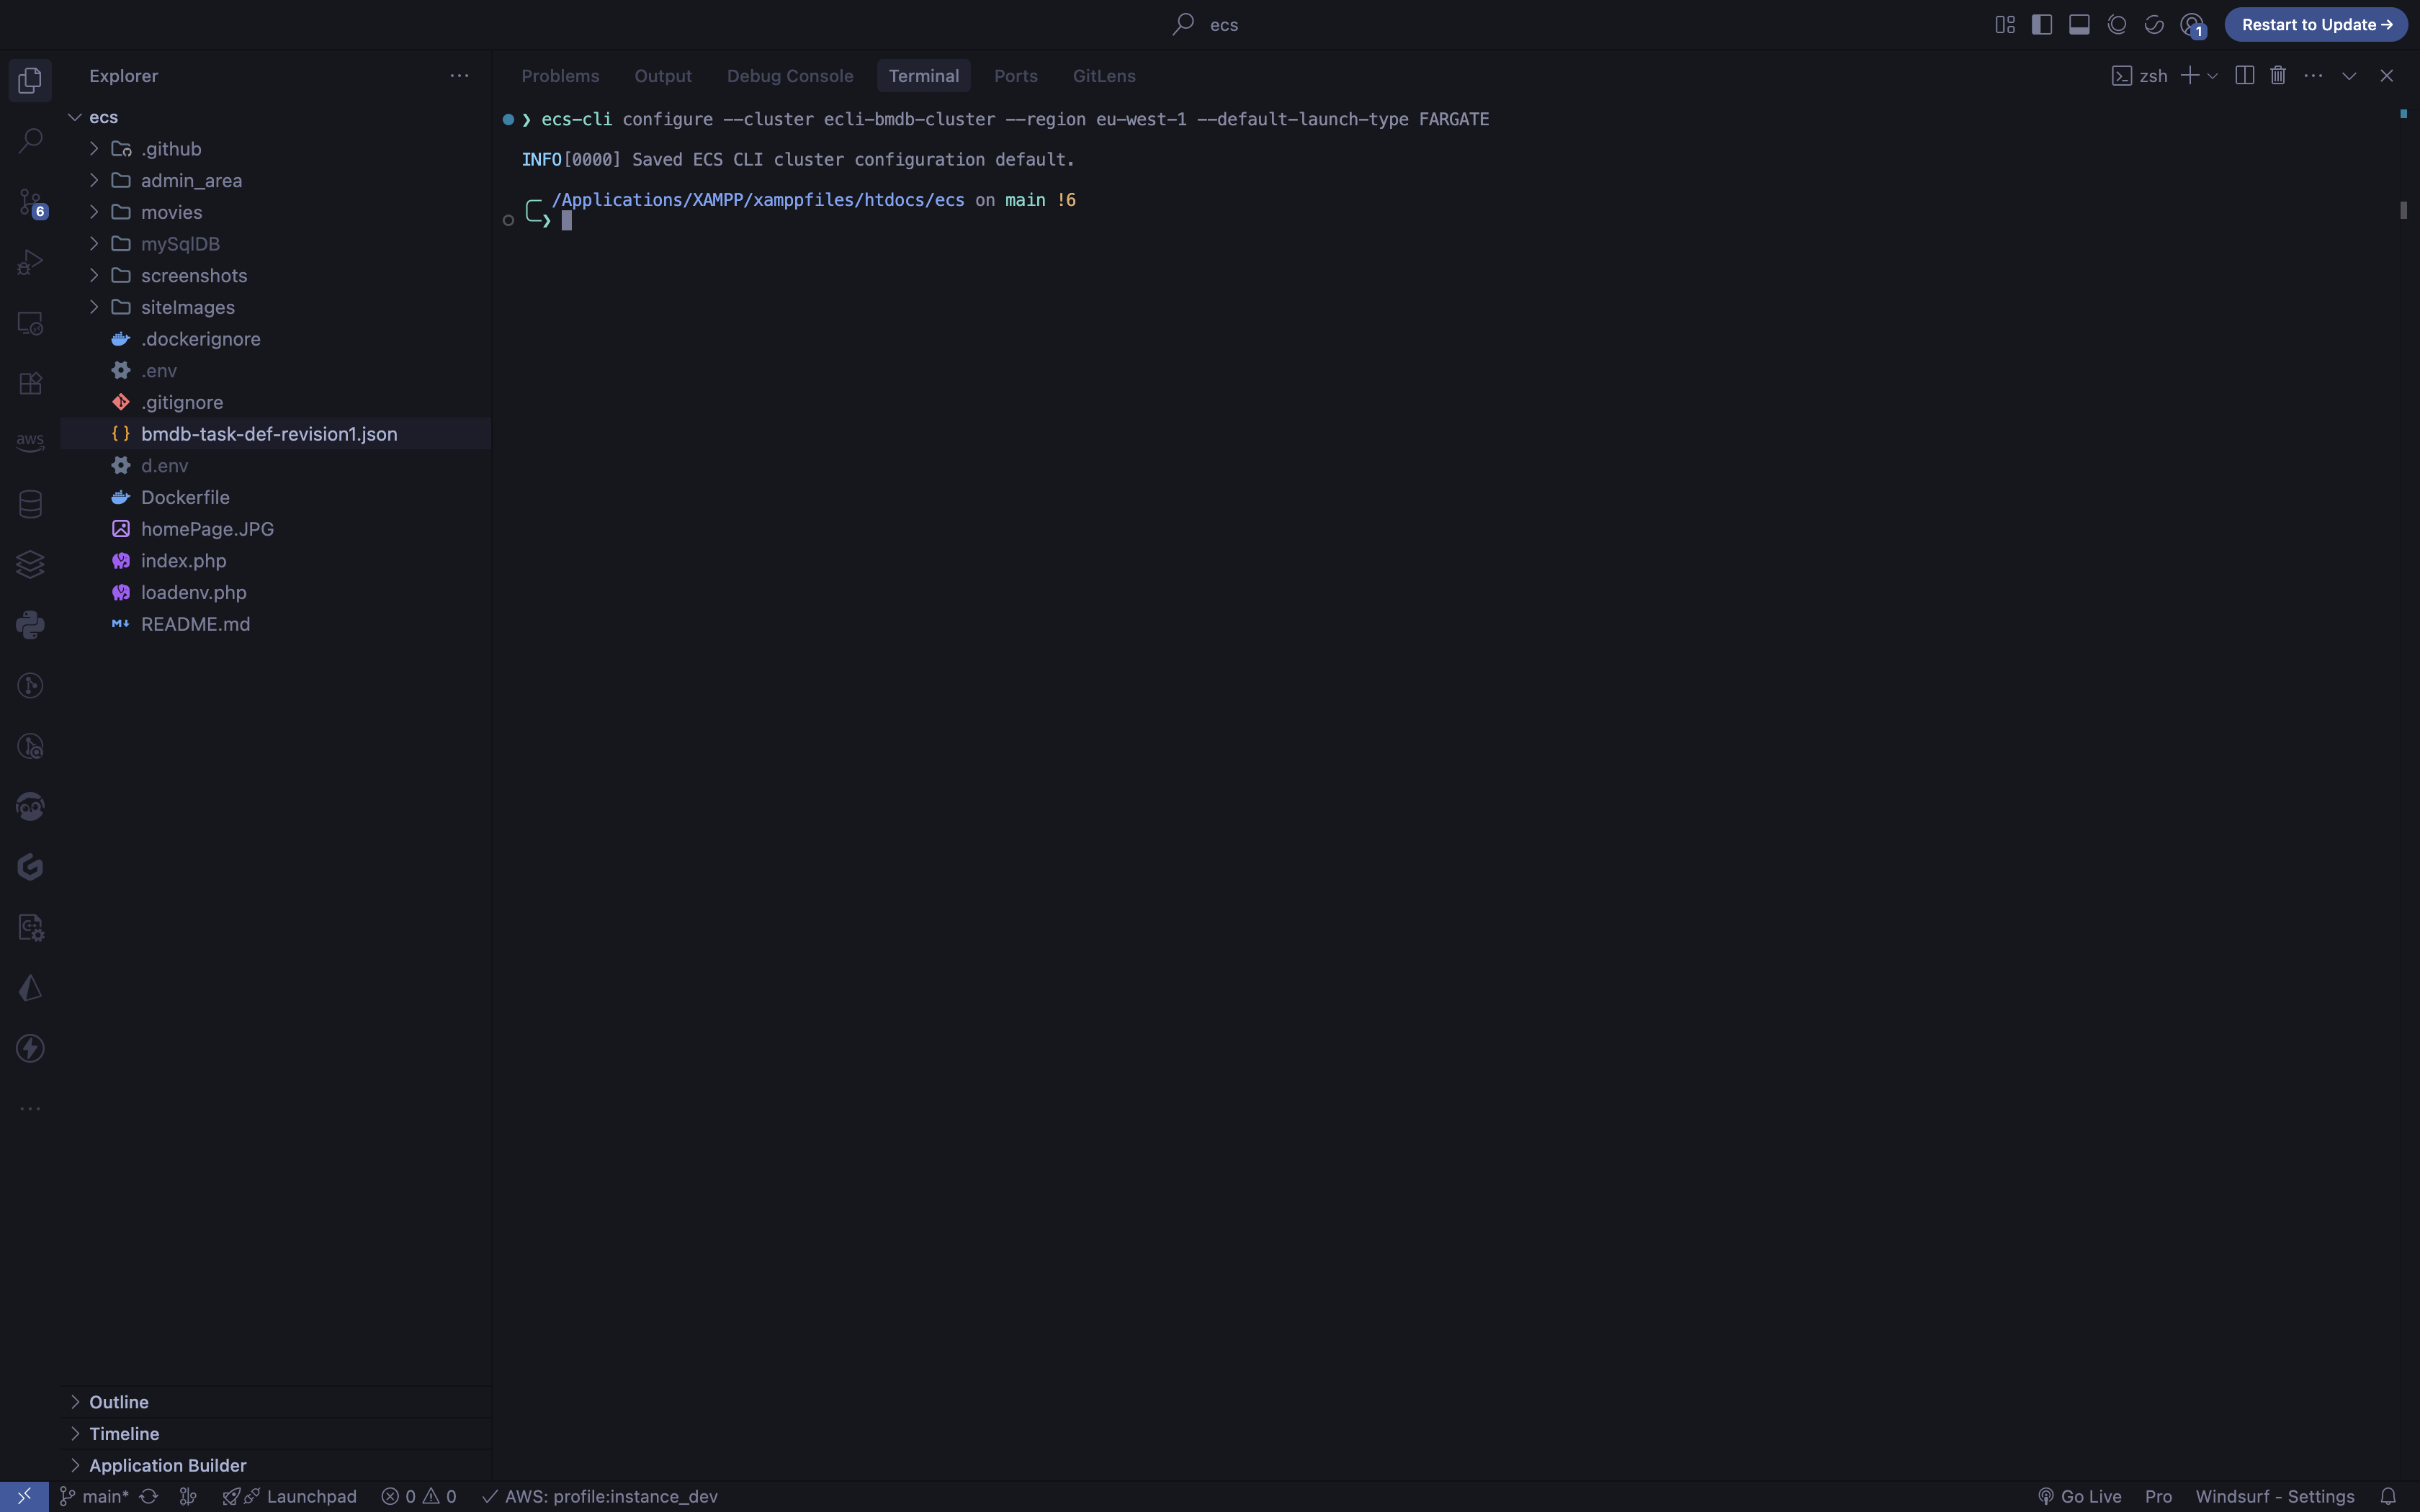 ecs
1
Restart to Update →
Explorer
ecs
.github
admin_area
movies
mySqlDB
screenshots
siteImages
.dockerignore
.env
.gitignore
{ } bmdb-task-def-revision1.json
d.env
Dockerfile
homePage.JPG
index.php
loadenv.php
M↓ README.md
6
aws
Outline
Timeline
Application Builder
Problems Output Debug Console Terminal Ports GitLens
zsh
❯ ecs-cli configure --cluster ecli-bmdb-cluster --region eu-west-1 --default-launch-type FARGATE
INFO[0000] Saved ECS CLI cluster configuration default.
/Applications/XAMPP/xamppfiles/htdocs/ecs on main !6
❯
main* Launchpad 0 0 AWS: profile:instance_dev
Go Live Pro Windsurf - Settings